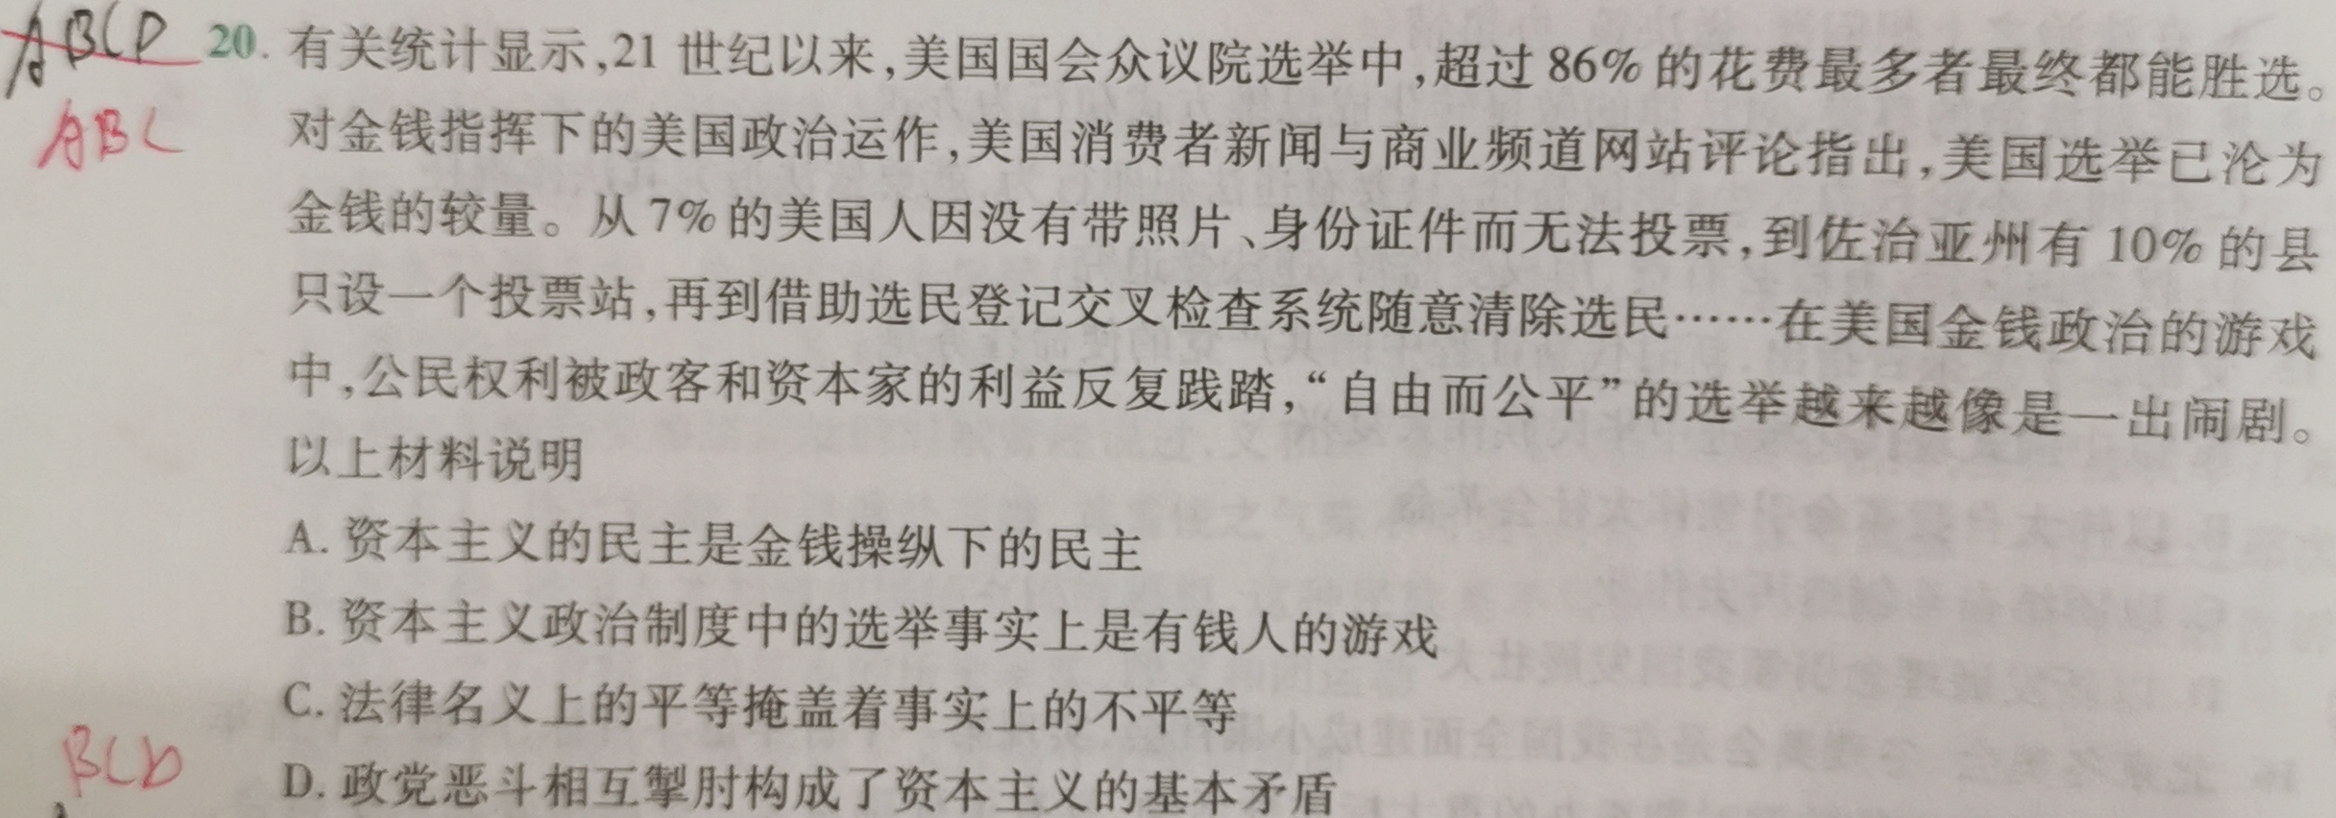 ABCD 20. 有关统计显示,21 世纪以来,美国国会众议院选举中,超过 86% 的花费最多者最终都能胜选。
ABC 对金钱指挥下的美国政治运作,美国消费者新闻与商业频道网站评论指出,美国选举已沦为
金钱的较量。从 7% 的美国人因没有带照片、身份证件而无法投票,到佐治亚州有 10% 的县
只设一个投票站,再到借助选民登记交叉检查系统随意清除选民……在美国金钱政治的游戏
中,公民权利被政客和资本家的利益反复践踏,“自由而公平”的选举越来越像是一出闹剧。
以上材料说明
A. 资本主义的民主是金钱操纵下的民主
B. 资本主义政治制度中的选举事实上是有钱人的游戏
C. 法律名义上的平等掩盖着事实上的不平等
BCD
D. 政党恶斗相互掣肘构成了资本主义的基本矛盾